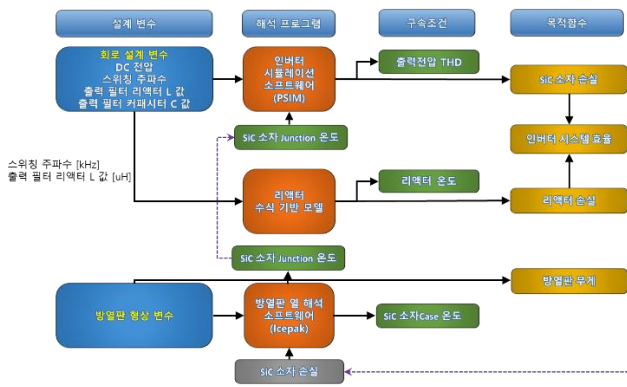 설계 변수
해석 프로그램
구속조건
목적함수
회로 설계 변수
DC 전압
스위칭 주파수
출력 필터 리액터 L 값
출력 필터 커패시터 C 값
인버터
시뮬레이션
소프트웨어
(PSIM)
출력전압 THD
SiC 소자 손실
SiC 소자 Junction 온도
인버터 시스템 효율
스위칭 주파수 [kHz]
출력 필터 리액터 L 값 [uH]
리액터
수식 기반 모델
리액터 온도
리액터 손실
SiC 소자 Junction 온도
방열판 무게
방열판 형상 변수
방열판 열 해석
소프트웨어
(Icepak)
SiC 소자Case 온도
SiC 소자 손실